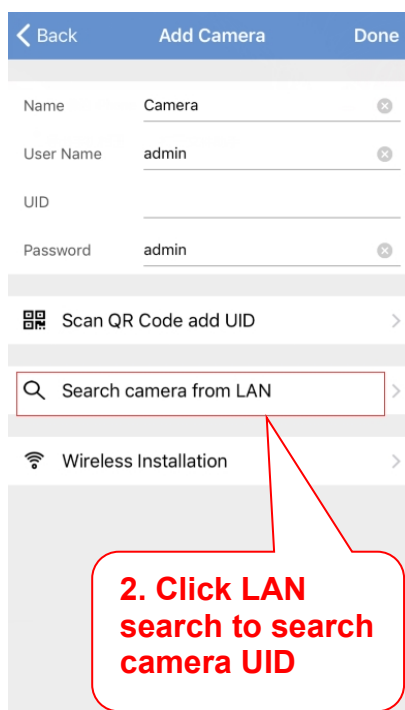 Back Add Camera Done
Name Camera
User Name admin
UID
Password admin
Scan QR Code add UID
Search camera from LAN
Wireless Installation
2. Click LAN
search to search
camera UID